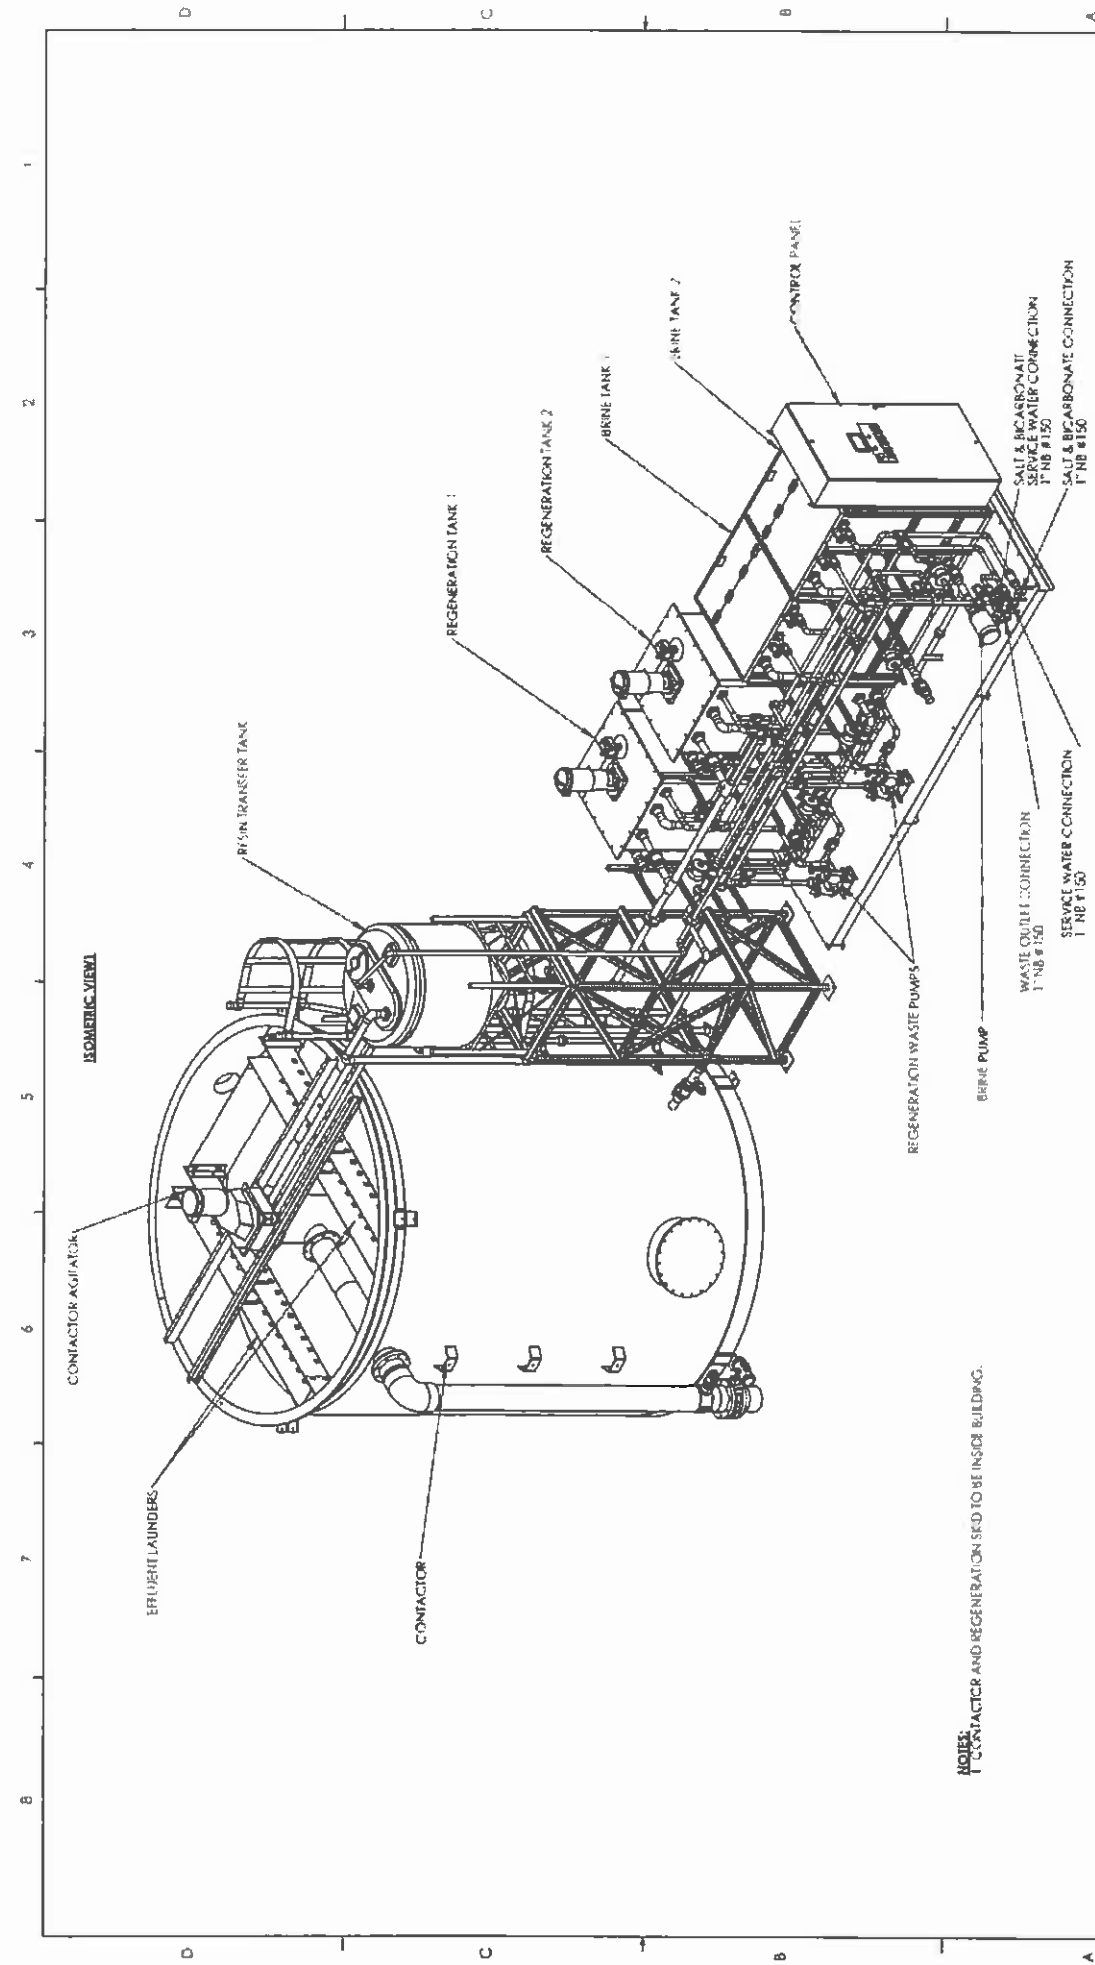 8
7
6
5
4
3
2
1
D
D
C
C
B
B
A
A
ISOMETRIC VIEW1
CONTACTOR AGITATOR
EFFLUENT LAUNDERS
CONTACTOR
RESIN TRANSFER TANK
REGENERATION TANK 1
REGENERATION TANK 2
BRINE TANK 1
BRINE TANK 2
CONTROL PANEL
SALT & BICARBONATE
SERVICE WATER CONNECTION
1" NB #150
SALT & BICARBONATE CONNECTION
1" NB #150
WASTE OUTLET CONNECTION
1" NB #150
SERVICE WATER CONNECTION
1" NB #150
REGENERATION WASTE PUMPS
BRINE PUMP
NOTES:
1 CONTACTOR AND REGENERATION SKID TO BE INSIDE BUILDING.